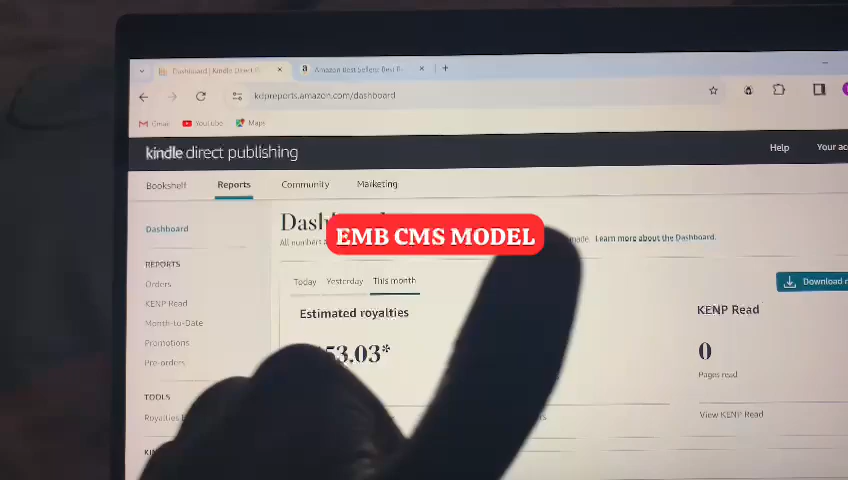 Dashboard | Kindle Direct P
Amazon Best Sellers: Best B
kdpreports.amazon.com/dashboard
Gmail YouTube Maps
kindle direct publishing
Help Your ac
Bookshelf Reports Community Marketing
Dashboard
EMB CMS MODEL
All numbers made. Learn more about the Dashboard.
REPORTS
Orders
KENP Read
Month-to-Date
Promotions
Pre-orders
TOOLS
Royalties E
Today Yesterday This month
Download r
Estimated royalties
53,03*
KENP Read
0
Pages read
View KENP Read